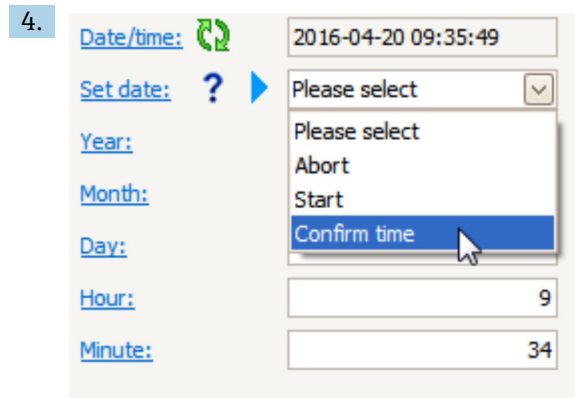 4.
Date/time: 2016-04-20 09:35:49
Set date: ? Please select
Please select
Year:
Abort
Month:
Start
Confirm time
Day:
Hour: 9
Minute: 34